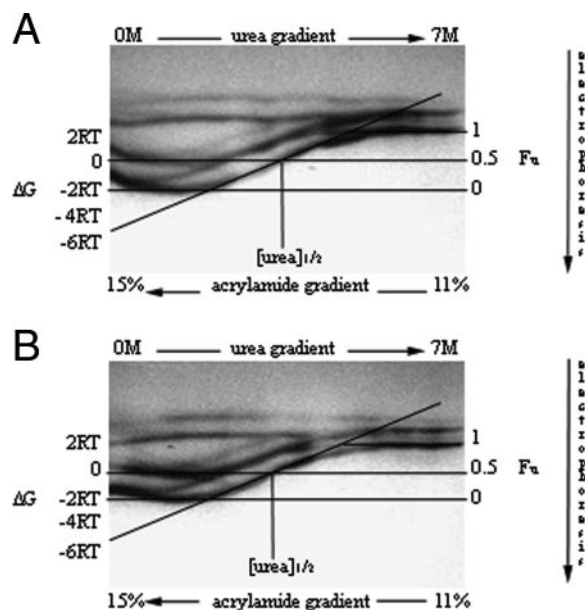 A
0M urea gradient 7M
2RT
0
ΔG -2RT
-4RT
-6RT
1
0.5 Fu
0
[urea]1/2
15% acrylamide gradient 11%
B
0M urea gradient 7M
2RT
0
ΔG -2RT
-4RT
-6RT
1
0.5 Fu
0
[urea]1/2
15% acrylamide gradient 11%